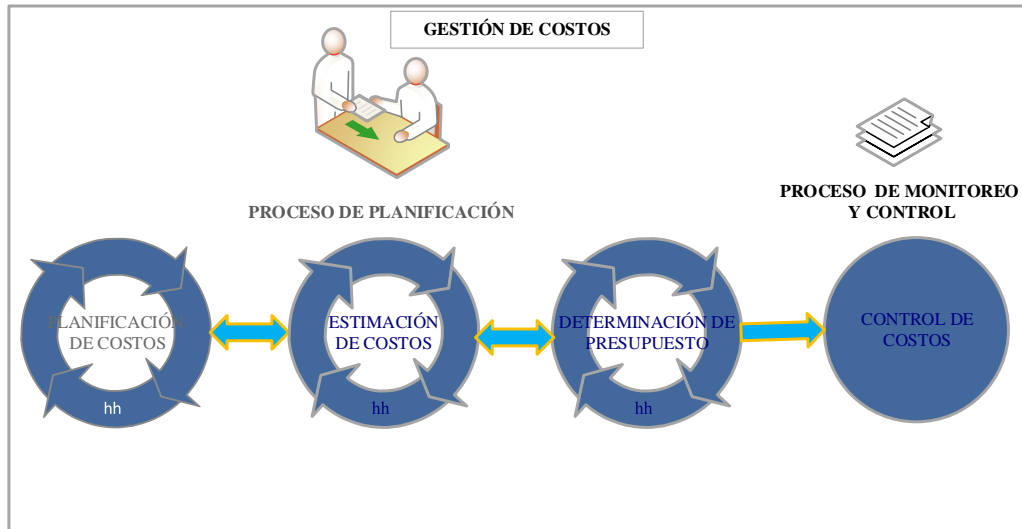 GESTIÓN DE COSTOS
PROCESO DE PLANIFICACIÓN
PROCESO DE MONITOREO
Y CONTROL
PLANIFICACIÓN
DE COSTOS
hh
ESTIMACIÓN
DE COSTOS
hh
DETERMINACIÓN DE
PRESUPUESTO
hh
CONTROL DE
COSTOS